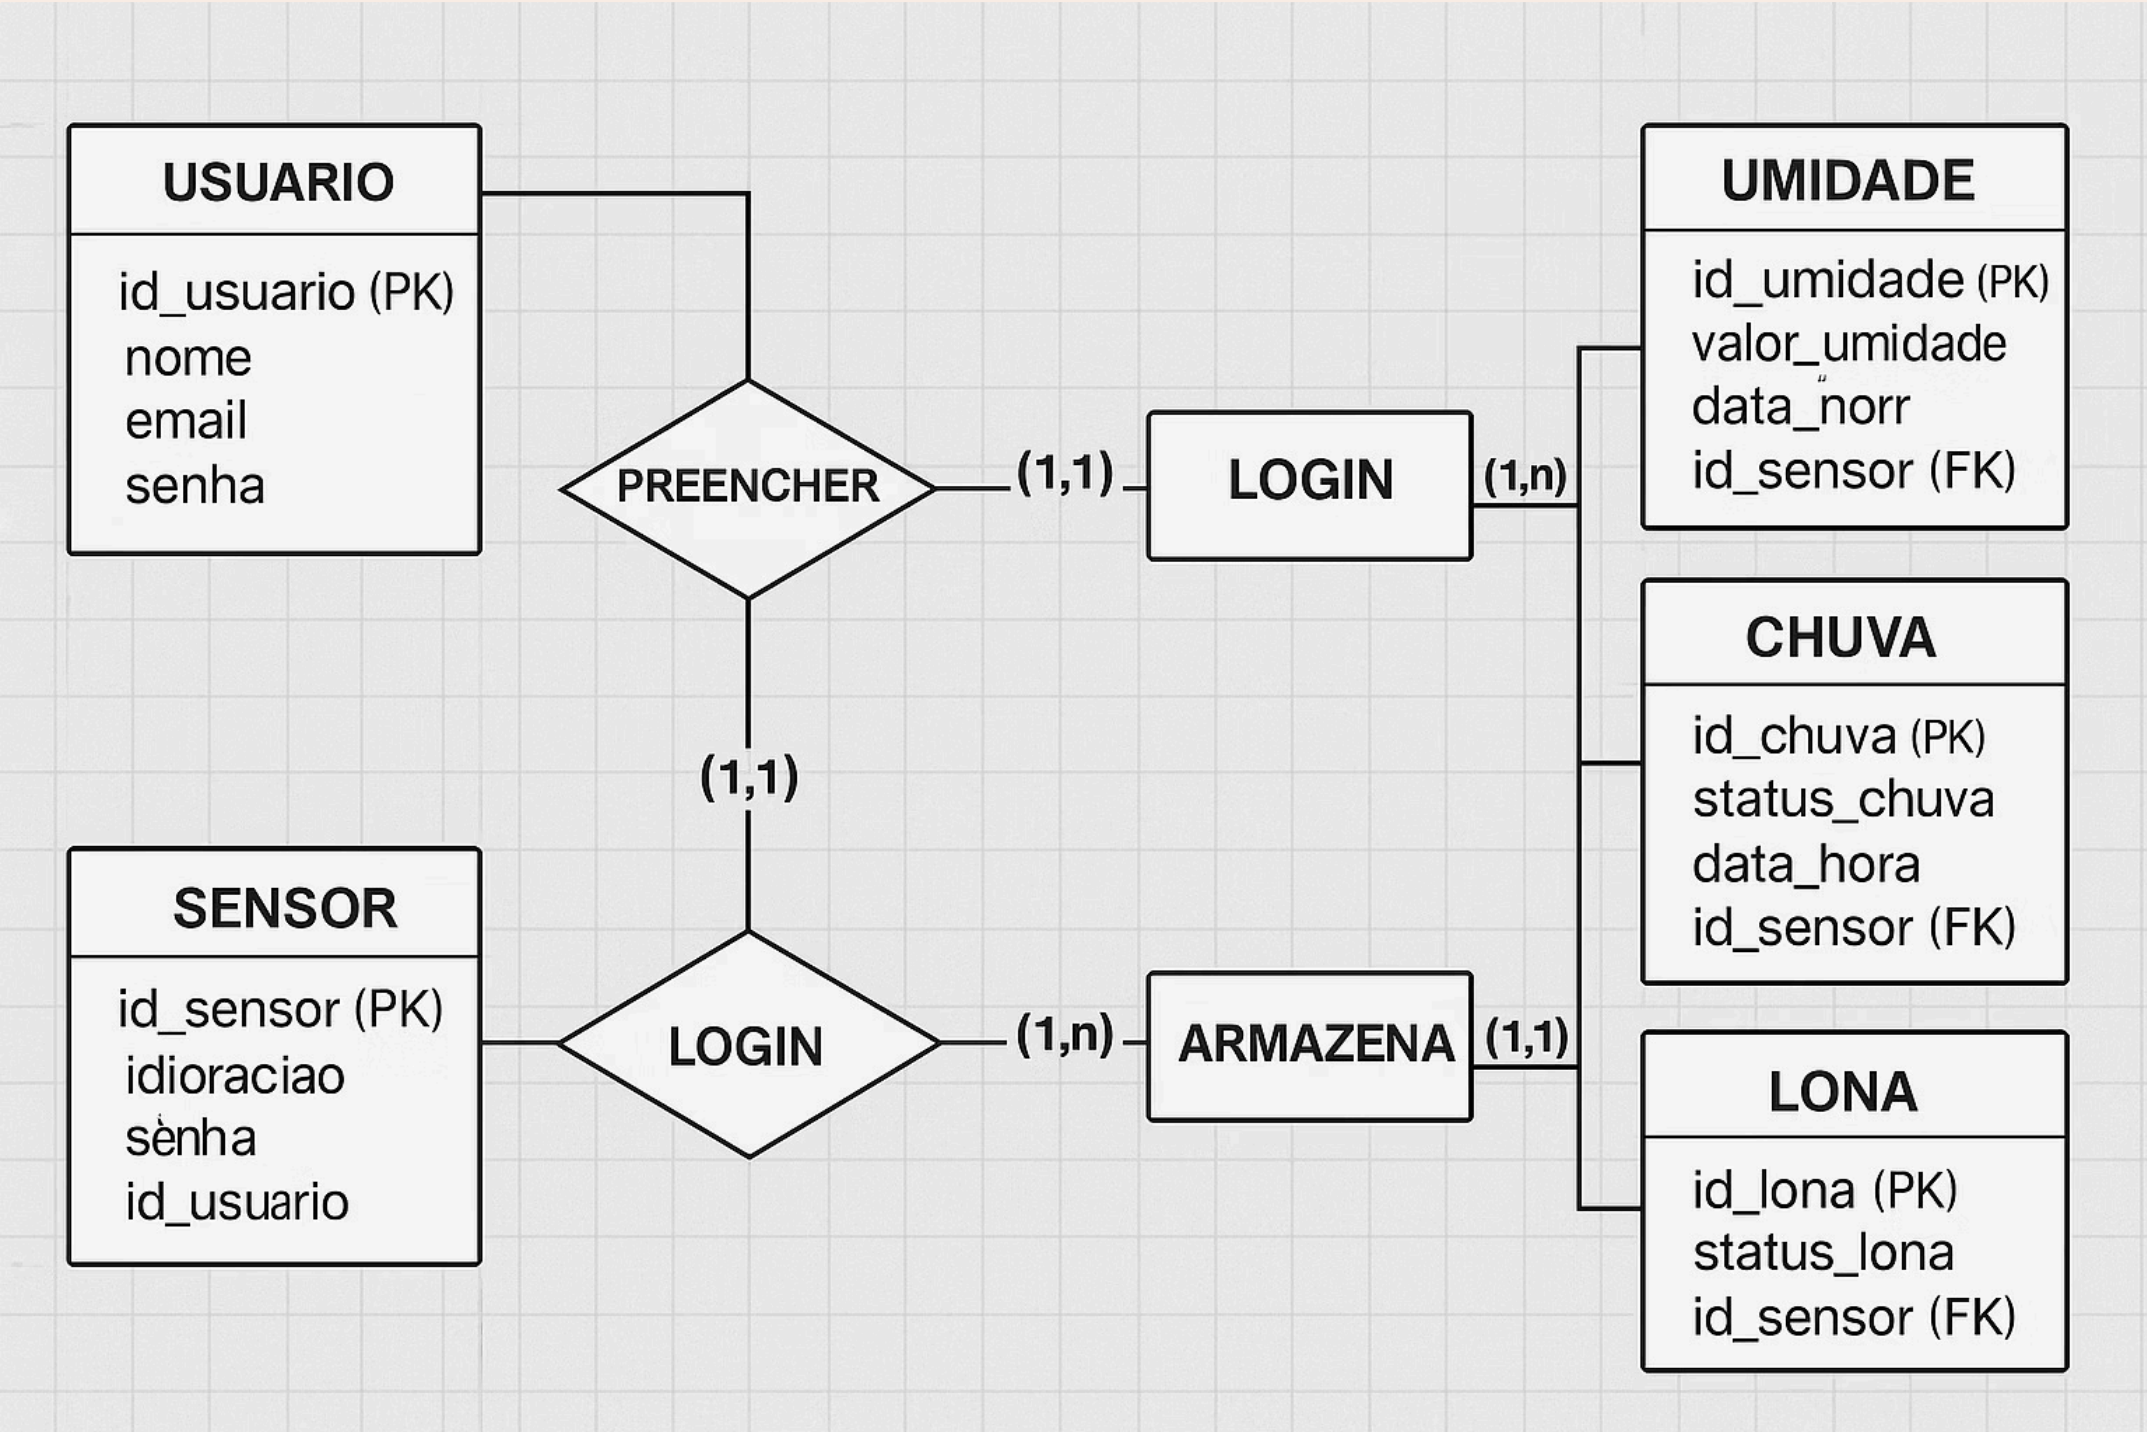 USUARIO
id_usuario (PK)
nome
email
senha
PREENCHER
(1,1)
LOGIN
(1,n)
UMIDADE
id_umidade (PK)
valor_umidade
data_norr
id_sensor (FK)
CHUVA
id_chuva (PK)
status_chuva
data_hora
id_sensor (FK)
(1,1)
SENSOR
id_sensor (PK)
idioraciao
sènha
id_usuario
LOGIN
(1,n)
ARMAZENA
(1,1)
LONA
id_lona (PK)
status_lona
id_sensor (FK)